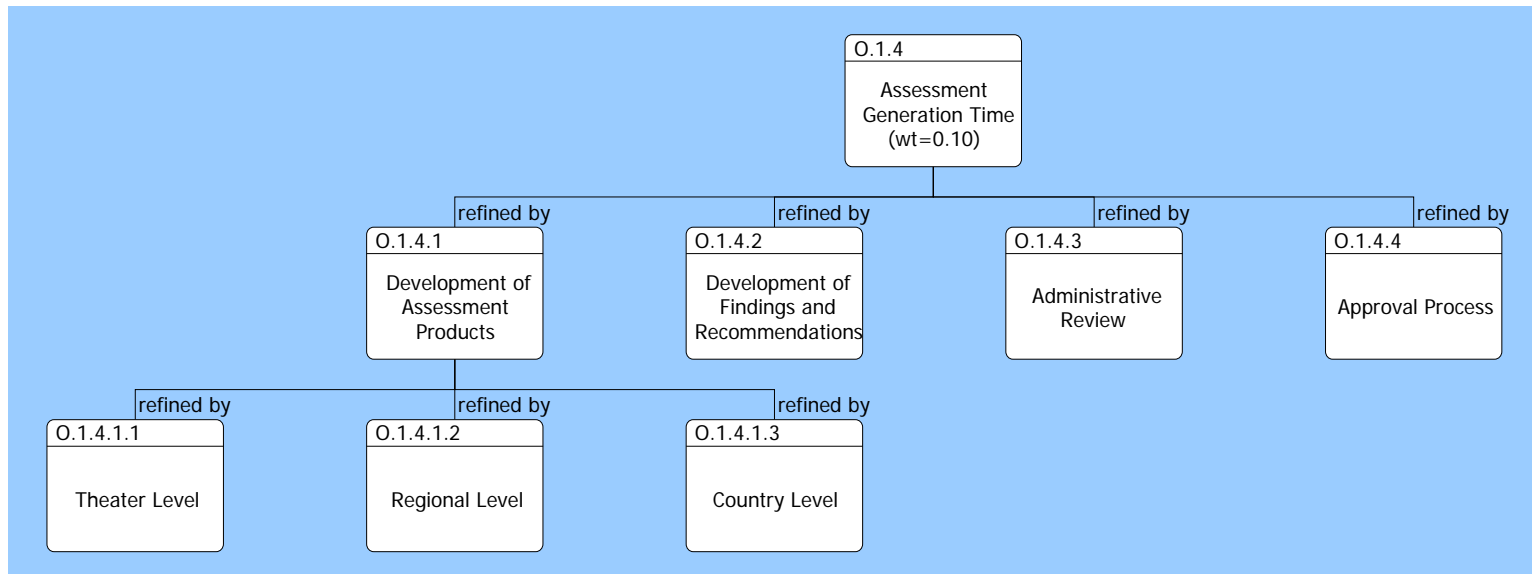 O.1.4
Assessment
Generation Time
(wt=0.10)
refined by
refined by
refined by
refined by
O.1.4.1
Development of
Assessment
Products
O.1.4.2
Development of
Findings and
Recommendations
O.1.4.3
Administrative
Review
O.1.4.4
Approval Process
refined by
refined by
refined by
O.1.4.1.1
Theater Level
O.1.4.1.2
Regional Level
O.1.4.1.3
Country Level